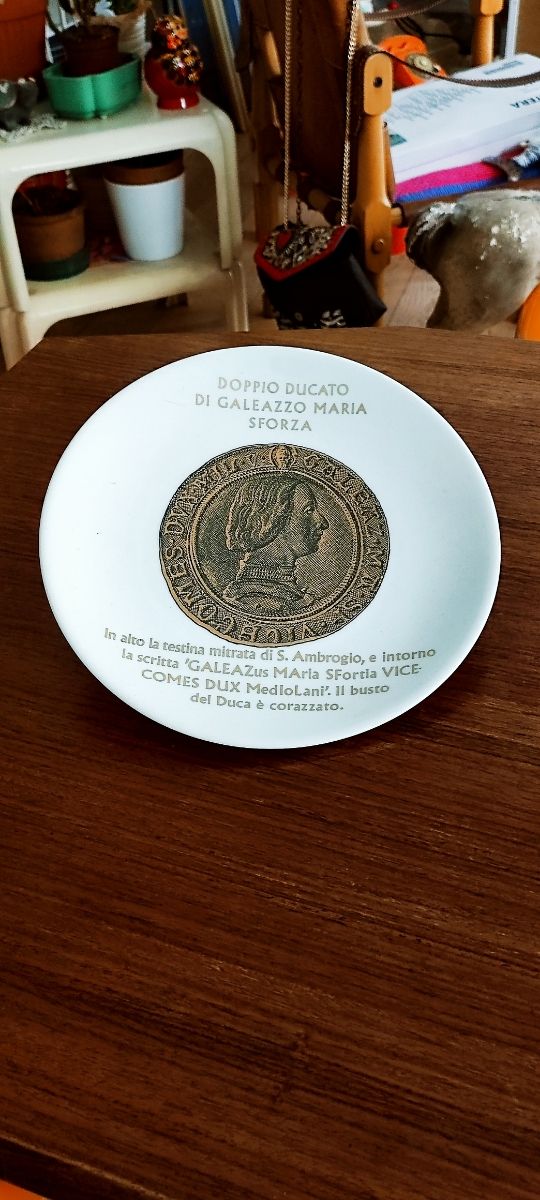 DOPPIO DUCATO
DI GALEAZZO MARIA
SFORZA
In alto la testina mitrata di S. Ambrogio, e intorno
la scritta 'GALEAZus MAria SFortia VICE-
COMES DUX MedioLani'. Il busto
del Duca è corazzato.